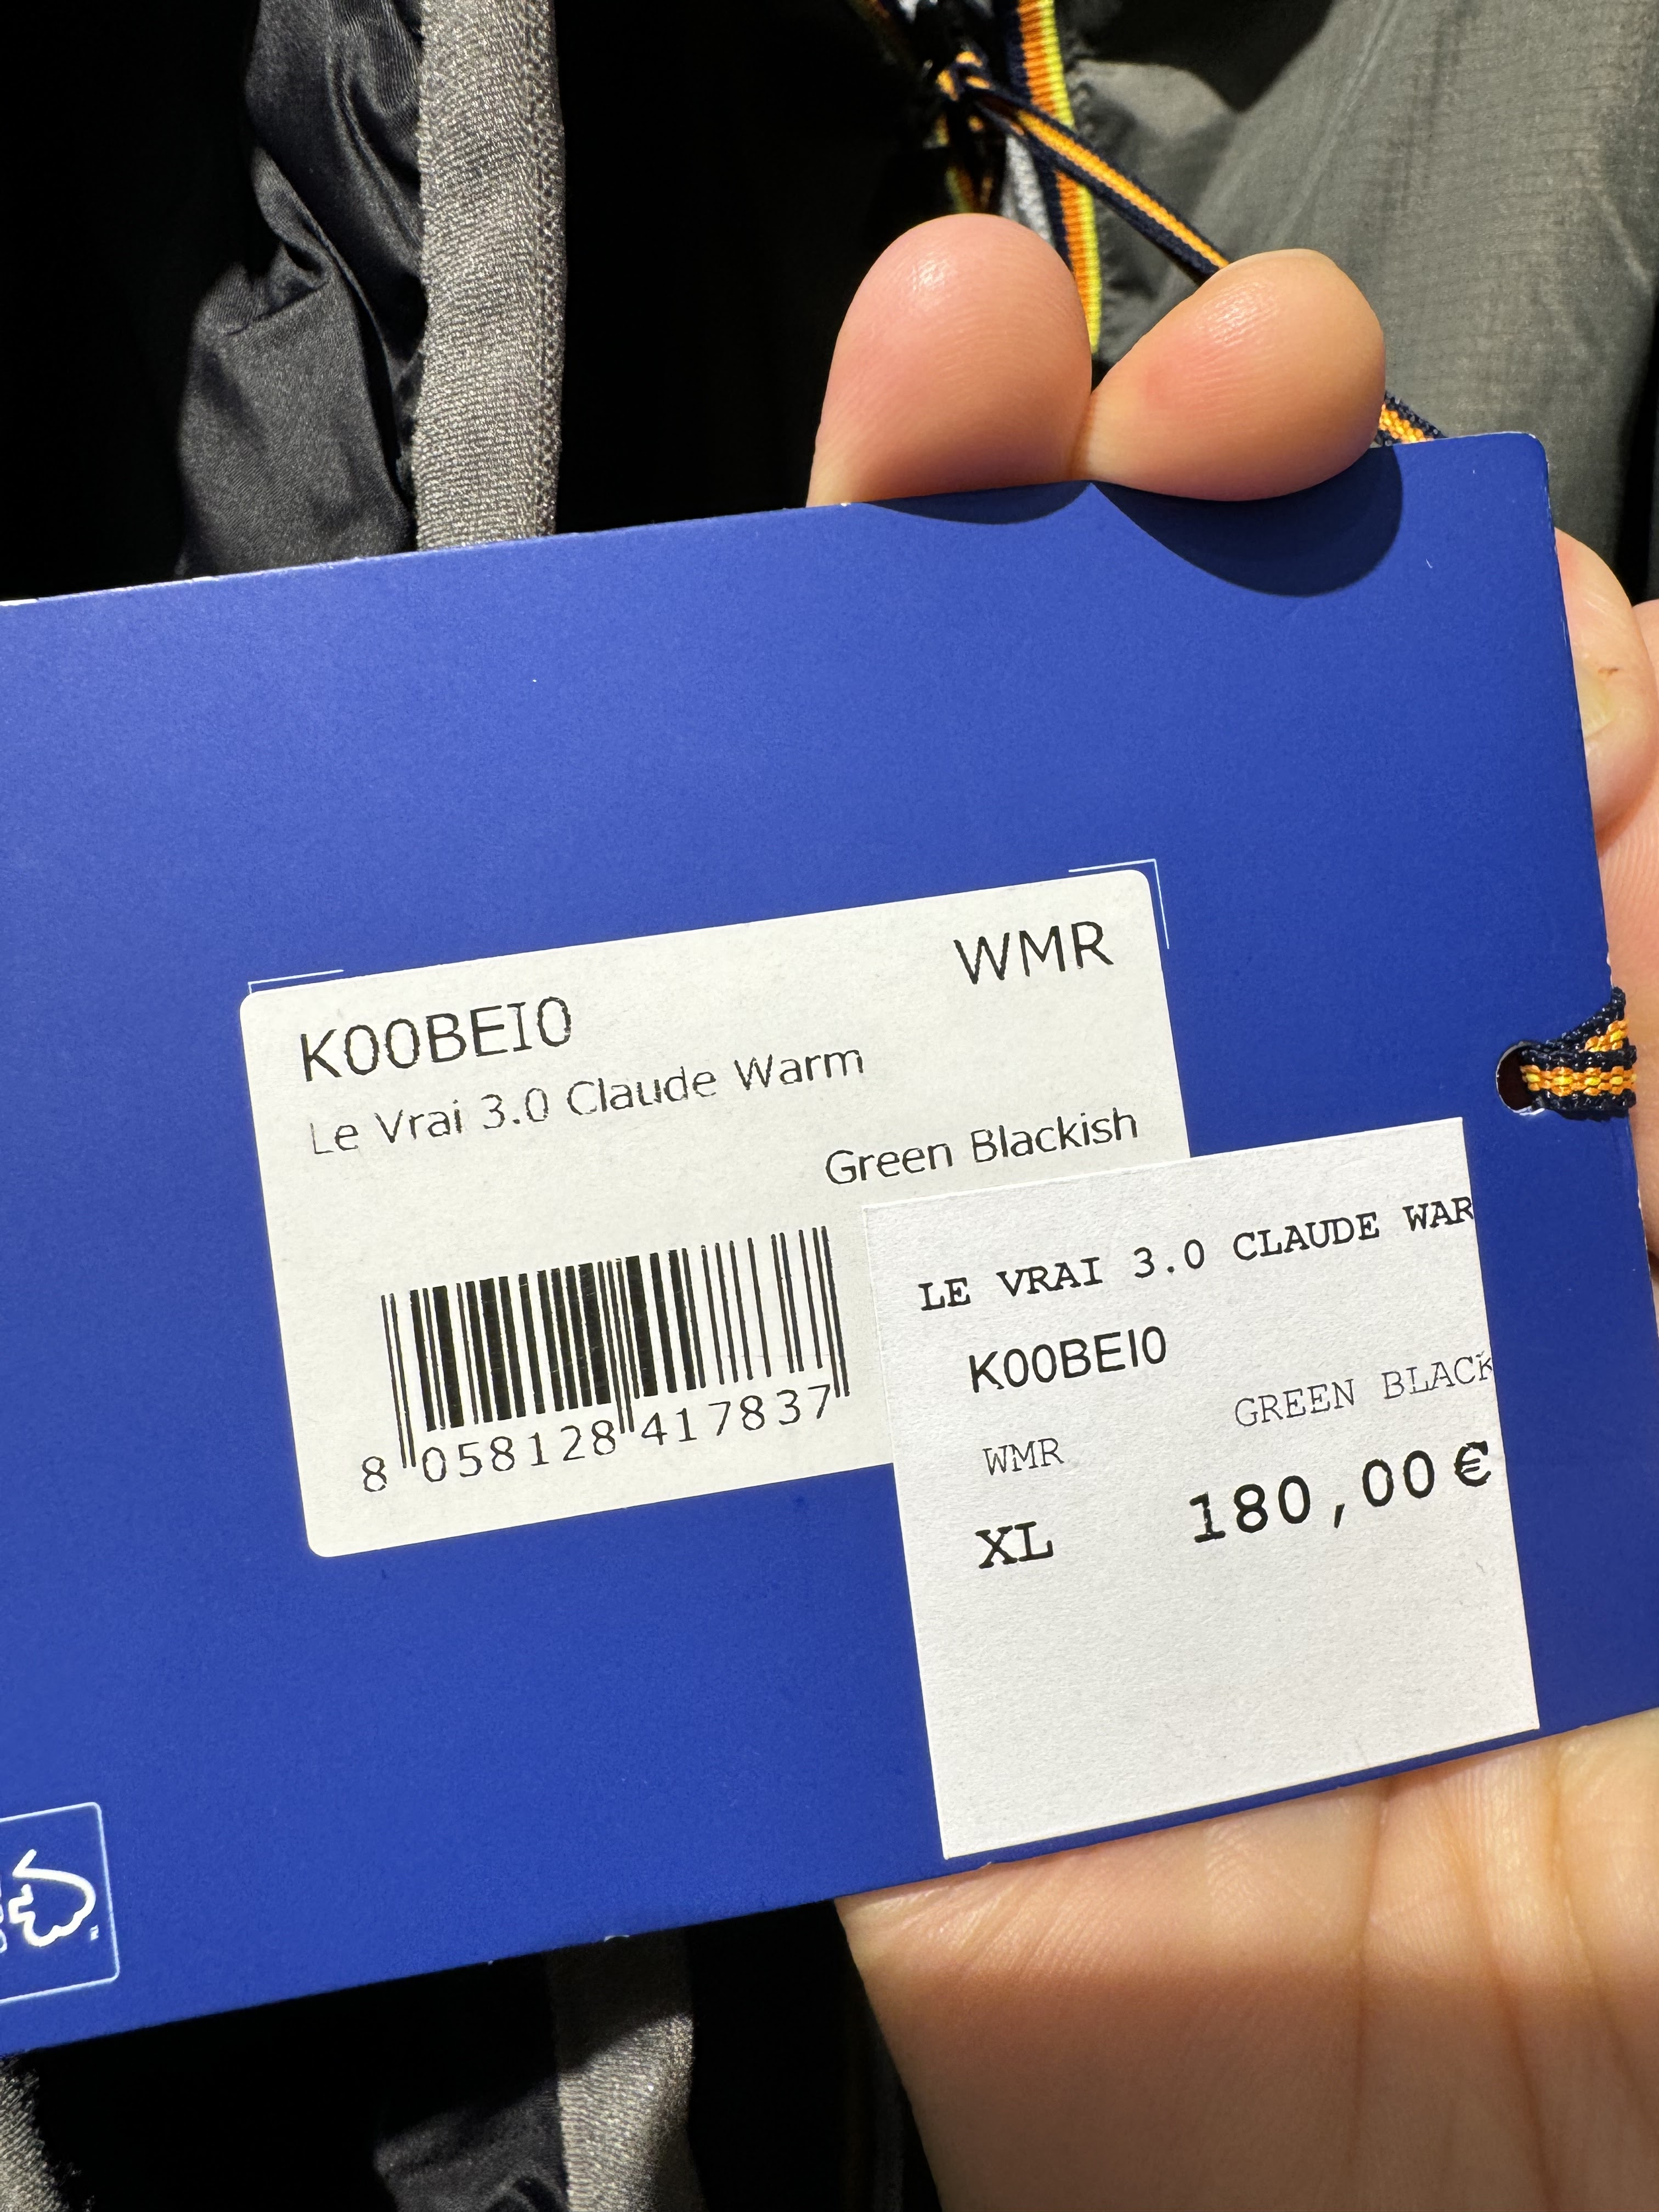 WMR
K00BEI0
Le Vrai 3.0 Claude Warm
Green Blackish
8 058128 417837
LE VRAI 3.0 CLAUDE WAR
K00BEI0
GREEN BLACK
WMR
XL 180,00€